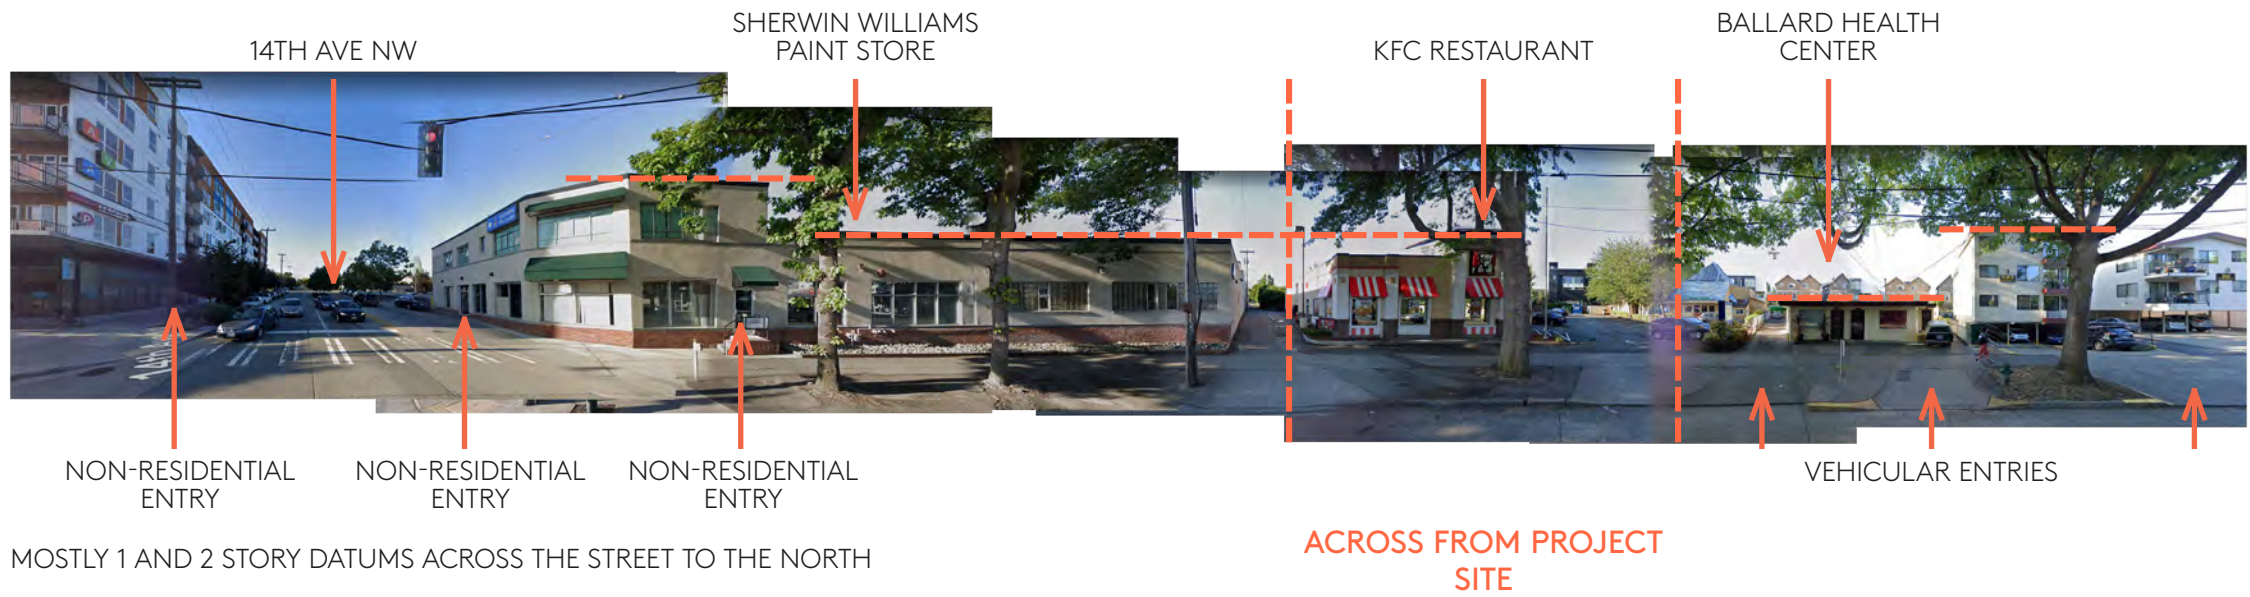 14TH AVE NW
SHERWIN WILLIAMS
PAINT STORE
KFC RESTAURANT
BALLARD HEALTH
CENTER
A
P
14th
NON-RESIDENTIAL
ENTRY
NON-RESIDENTIAL
ENTRY
NON-RESIDENTIAL
ENTRY
VEHICULAR ENTRIES
MOSTLY 1 AND 2 STORY DATUMS ACROSS THE STREET TO THE NORTH
ACROSS FROM PROJECT
SITE